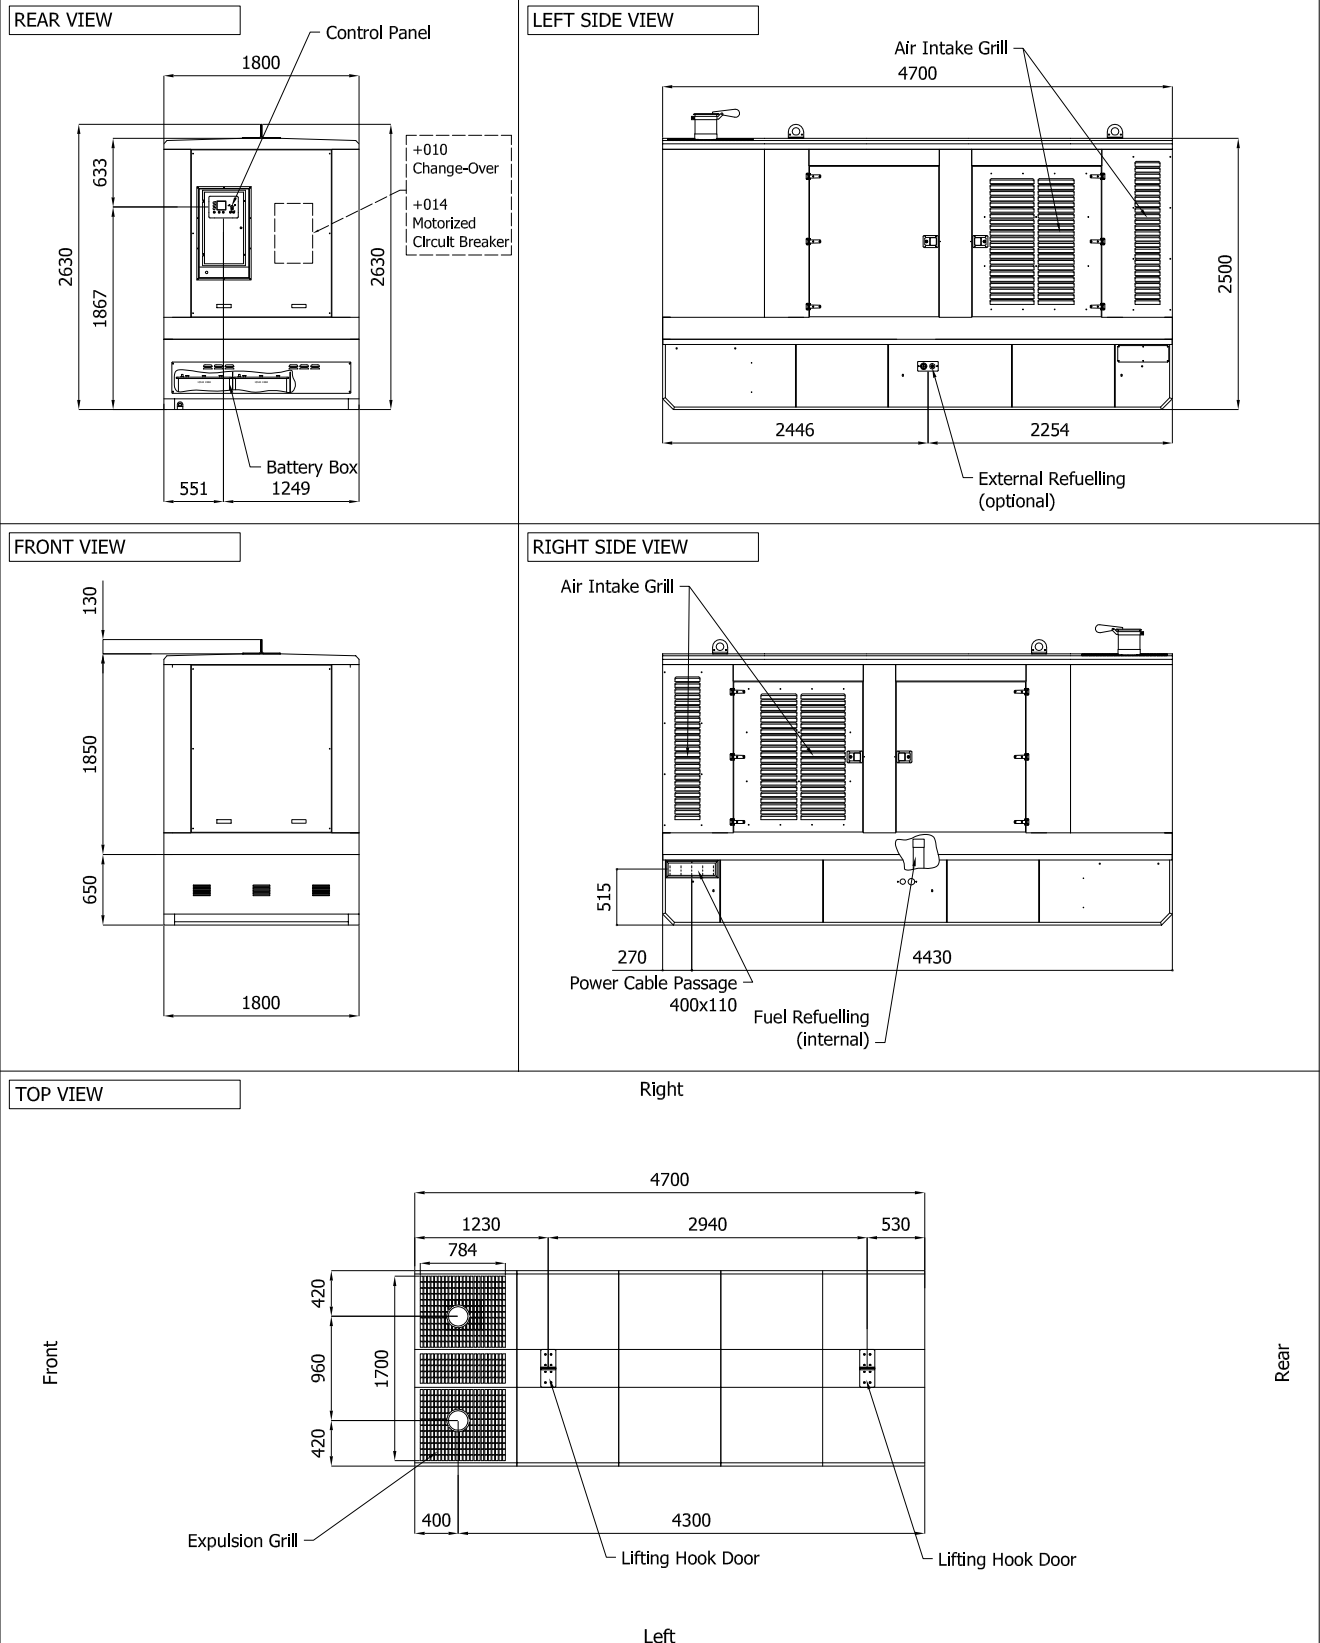 REAR VIEW
Control Panel
1800
+010
Change-Over
+014
Motorized
Circuit Breaker
633
2630
1867
2630
Battery Box
551
1249
LEFT SIDE VIEW
Air Intake Grill
4700
2500
2446
2254
External Refuelling
(optional)
FRONT VIEW
130
1850
650
1800
RIGHT SIDE VIEW
Air Intake Grill
515
270
4430
Power Cable Passage
400x110
Fuel Refuelling
(internal)
TOP VIEW
Right
4700
1230
2940
530
784
420
960
1700
420
Front
Rear
400
4300
Expulsion Grill
Lifting Hook Door
Lifting Hook Door
Left